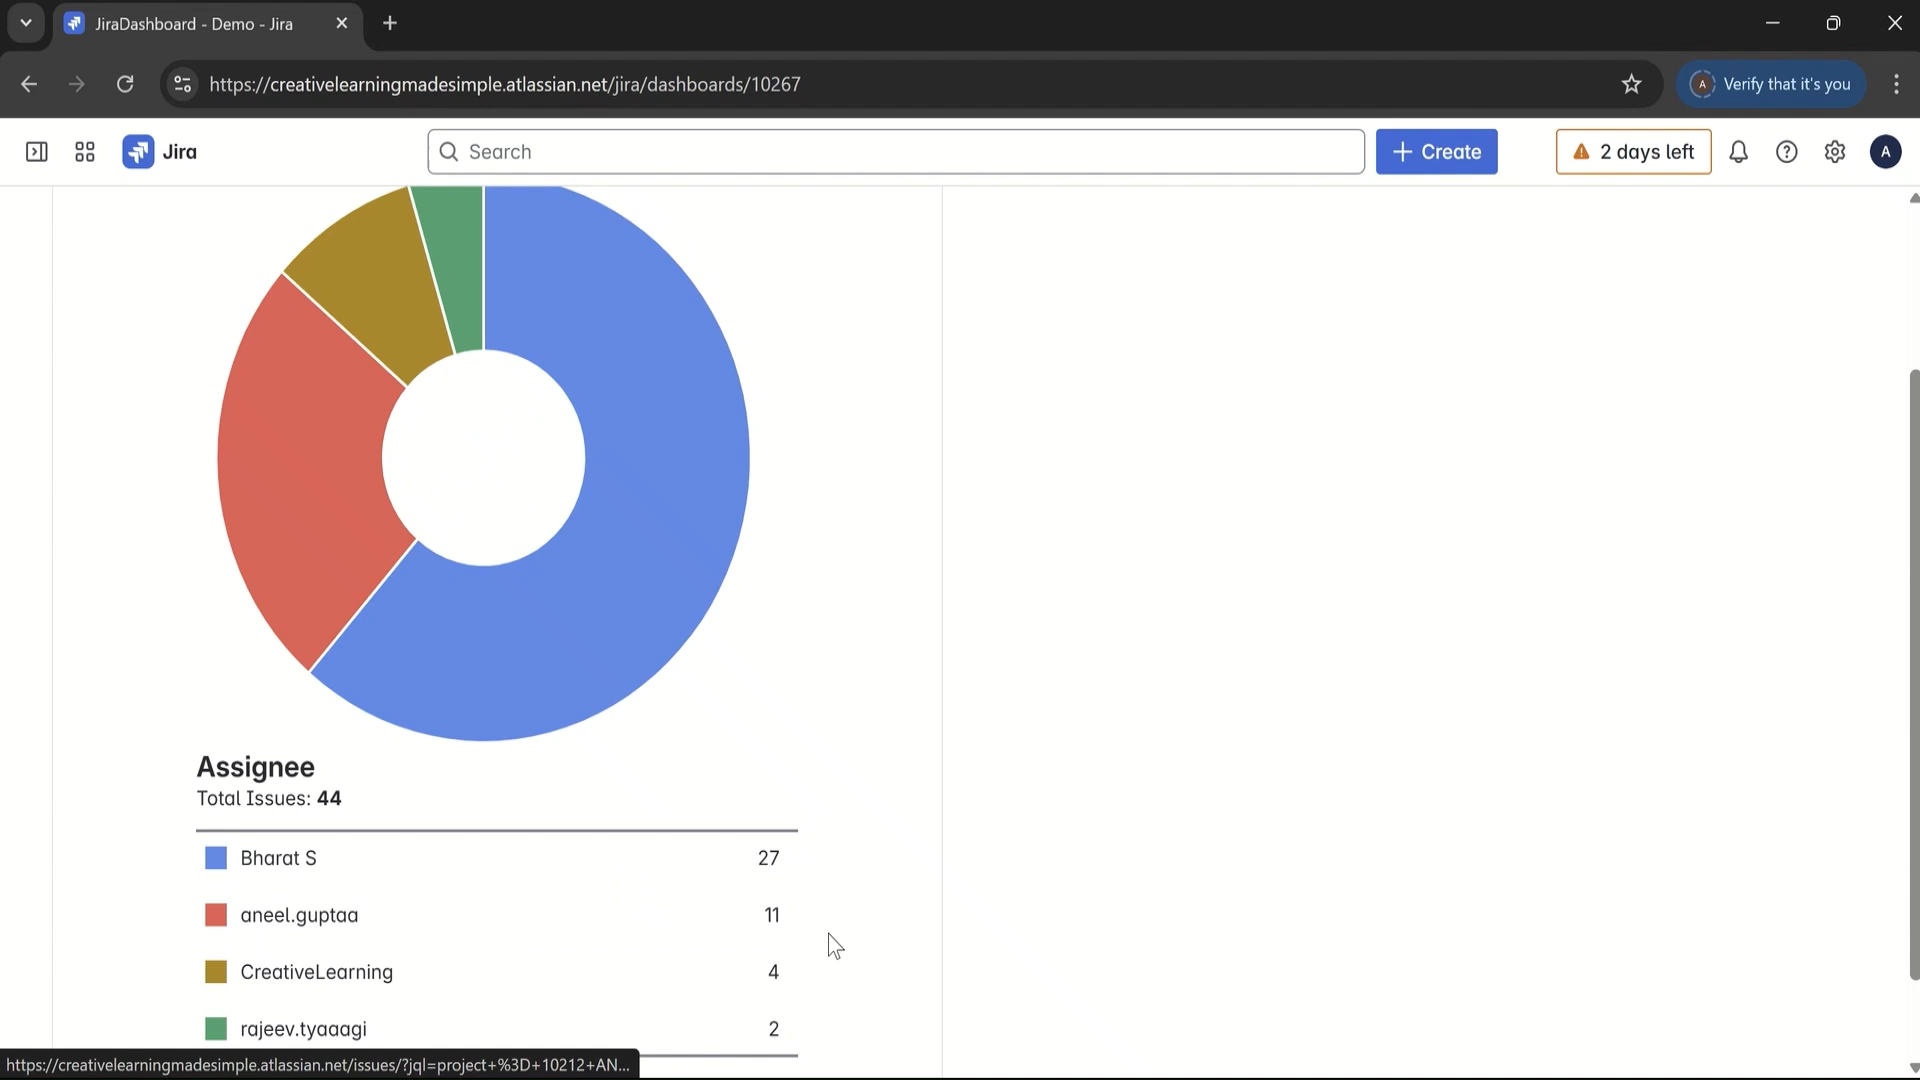 JiraDashboard - Demo - Jira
https://creativelearningmadesimple.atlassian.net/jira/dashboards/10267
A Verify that it's you
Jira
Search
+ Create
2 days left
A
Assignee
Total Issues: 44
Bharat S 27
aneel.guptaa 11
CreativeLearning 4
rajeev.tyaaagi 2
https://creativelearningmadesimple.atlassian.net/issues/?jql=project+%3D+10212+AN...